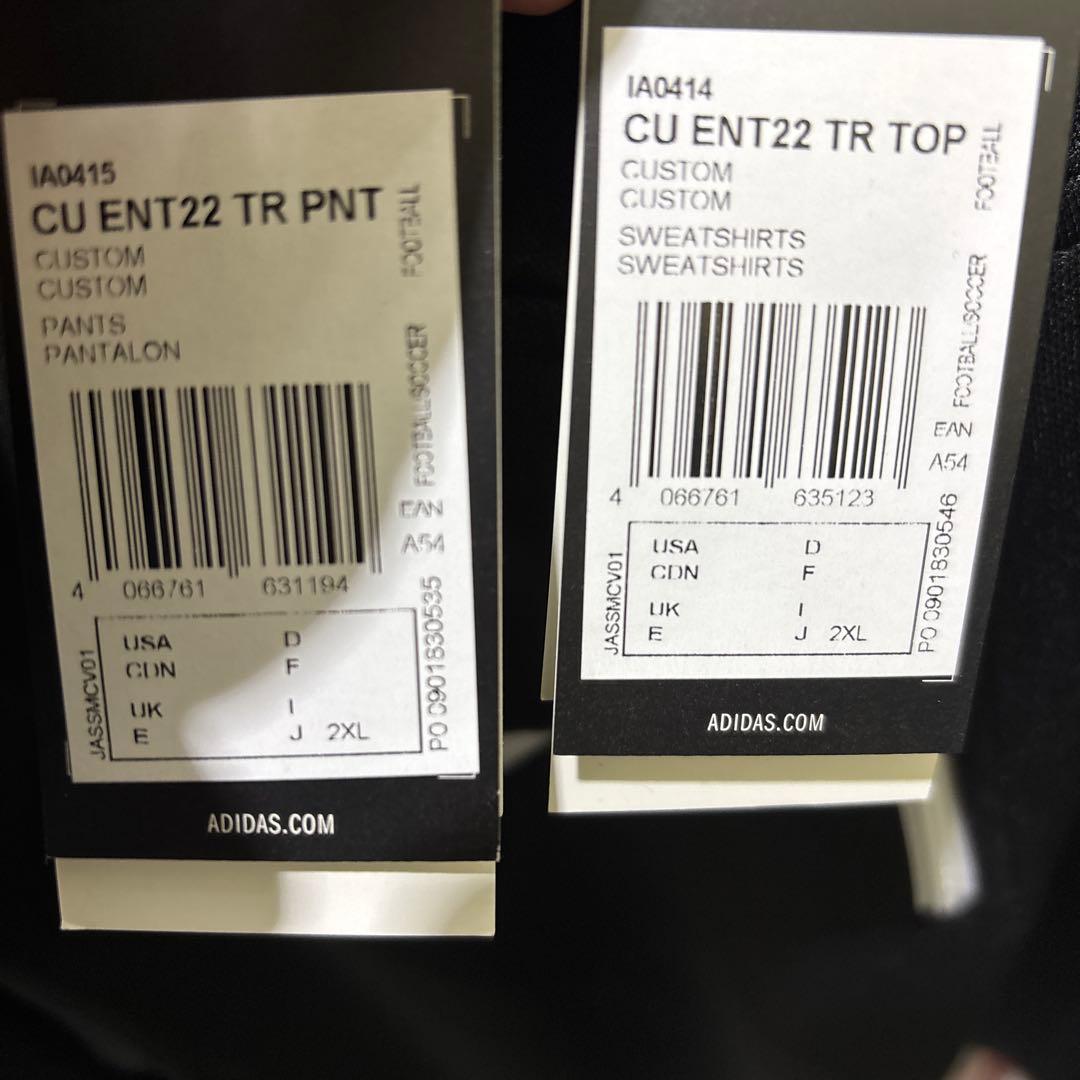 IA0415
CU ENT22 TR PNT
CUSTOM
CUSTOM
PANTS
PANTALON
FOOTBALL
FOOTBALL/SOCCER
EAN
A54
4 066761 631194
JASSMCV01
USA D
CDN F
UK I
E J 2XL
PO 0901830535
ADIDAS.COM
IA0414
CU ENT22 TR TOP
CUSTOM
CUSTOM
SWEATSHIRTS
SWEATSHIRTS
FOOTBALL
FOOTBALL/SOCCER
EAN
A54
4 066761 635123
JASSMCV01
USA D
CDN F
UK I
E J 2XL
PO 0901830546
ADIDAS.COM